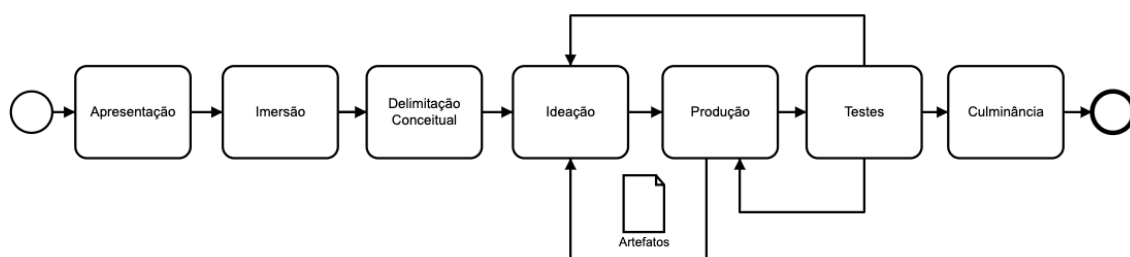 Apresentação
Imersão
Delimitação
Conceitual
Ideação
Produção
Testes
Culminância
Artefatos